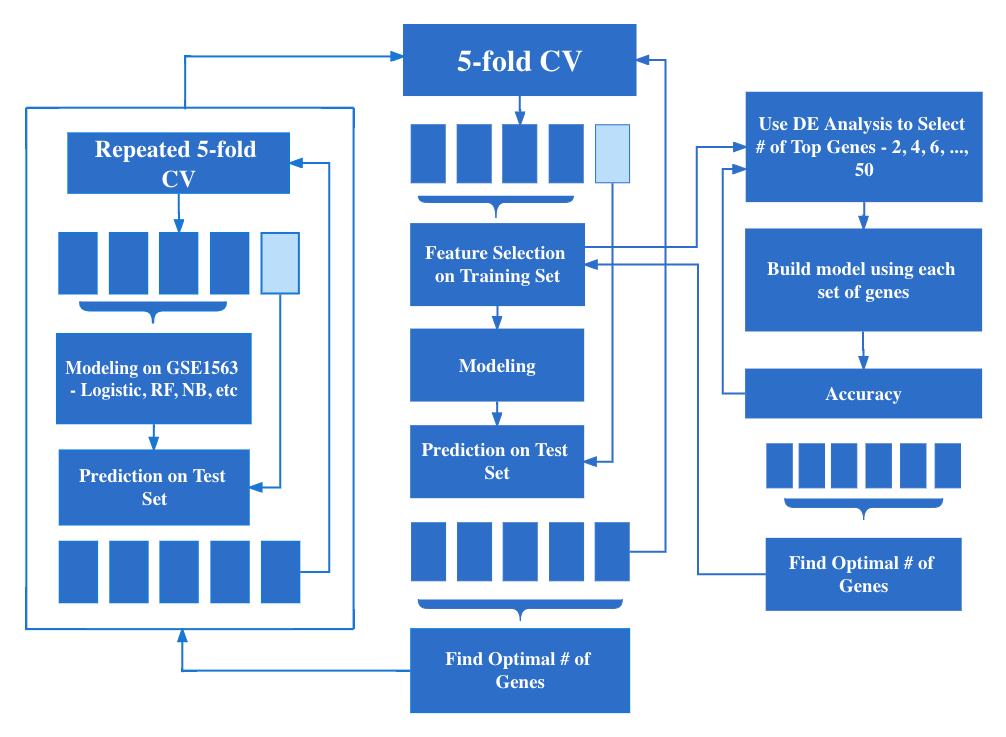 5-fold CV
Repeated 5-fold
CV
Modeling on GSE1563
- Logistic, RF, NB, etc
Prediction on Test
Set
Feature Selection
on Training Set
Modeling
Prediction on Test
Set
Find Optimal # of
Genes
Use DE Analysis to Select
# of Top Genes - 2, 4, 6, ...,
50
Build model using each
set of genes
Accuracy
Find Optimal # of
Genes